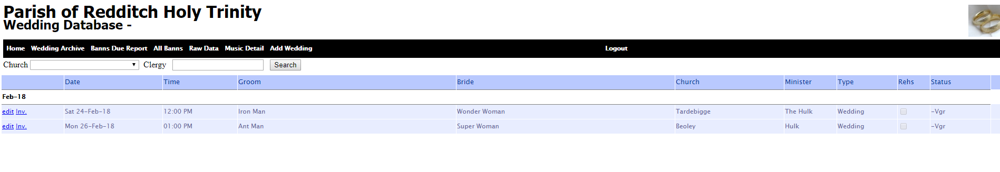 Parish of Redditch Holy Trinity
Wedding Database -
Home Wedding Archive Banns Due Report All Banns Raw Data Music Detail Add Wedding Logout
Church Clergy Search
Date Time Groom Bride Church Minister Type Rehs Status
Feb-18
edit Inv. Sat 24-Feb-18 12:00 PM Iron Man Wonder Woman Tardebigge The Hulk Wedding -Vgr
edit Inv. Mon 26-Feb-18 01:00 PM Ant Man Super Woman Beoley Hulk Wedding -Vgr